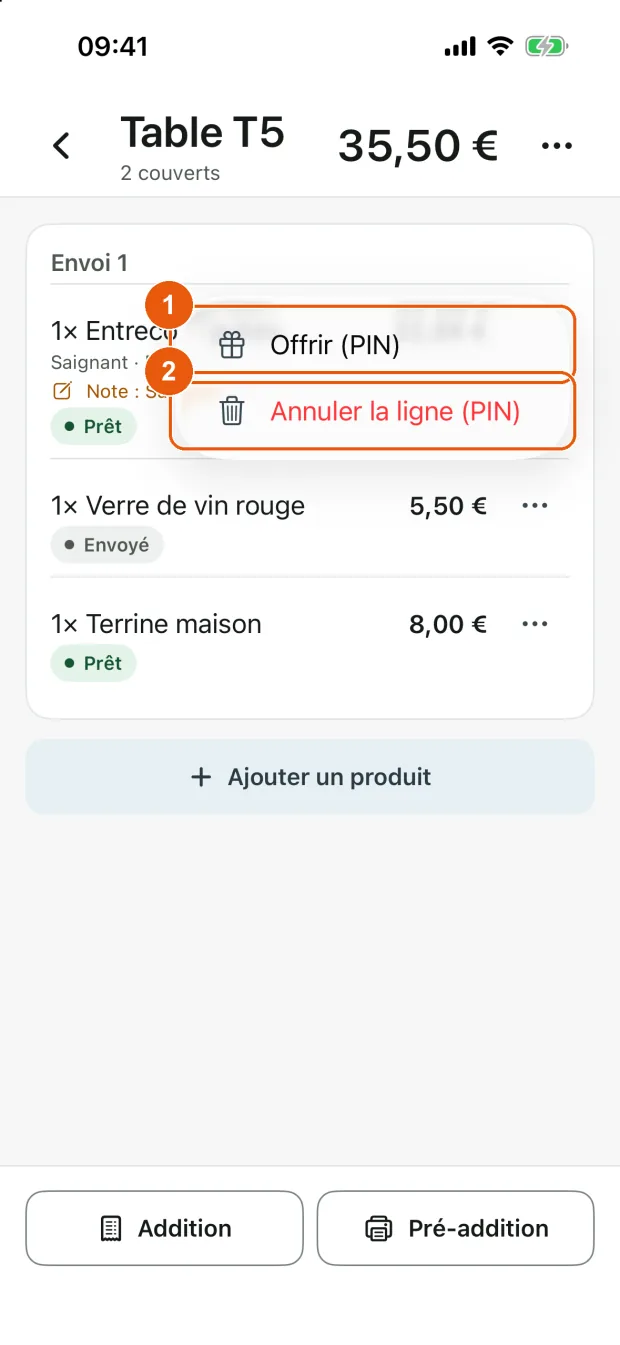 09:41
Table T5
35,50 €
2 couverts
Envoi 1
1
1× Entrecô
Offrir (PIN)
Saignant ·
2
Note : Sa
Annuler la ligne (PIN)
Prêt
1× Verre de vin rouge
5,50 €
Envoyé
1× Terrine maison
8,00 €
Prêt
+ Ajouter un produit
Addition
Pré-addition